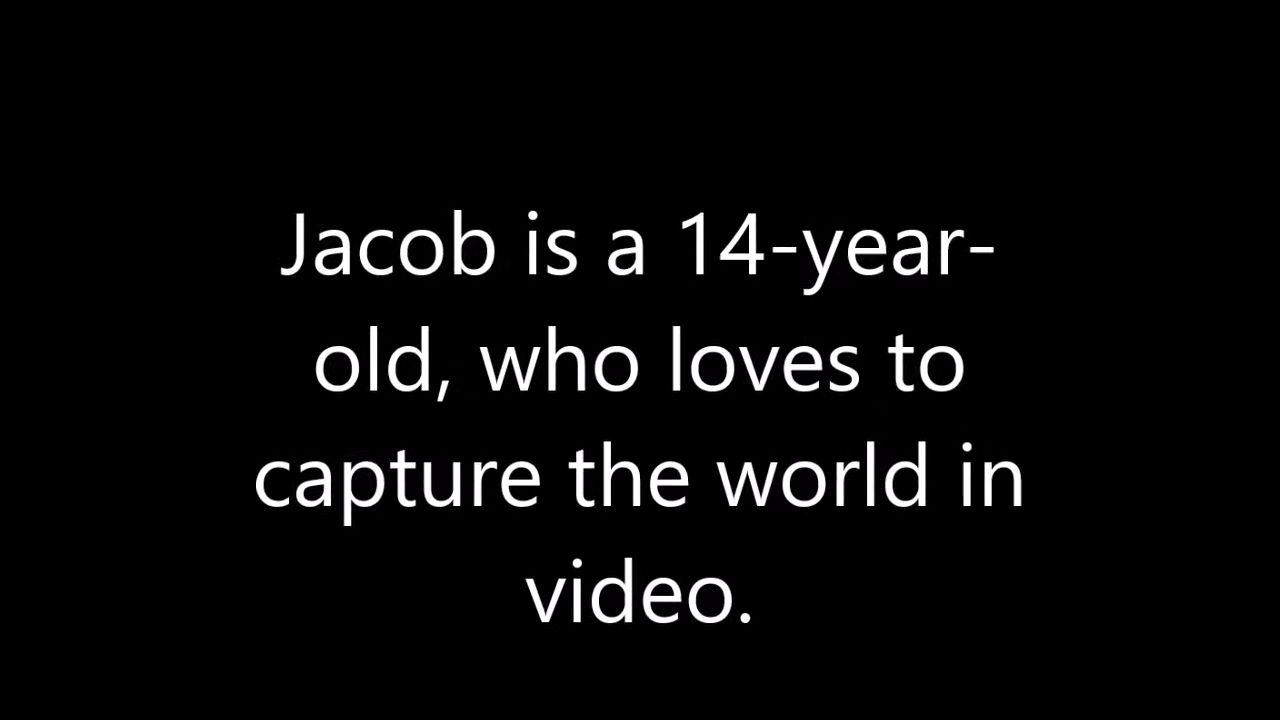 Jacob is a 14-year-
old, who loves to
capture the world in
video.